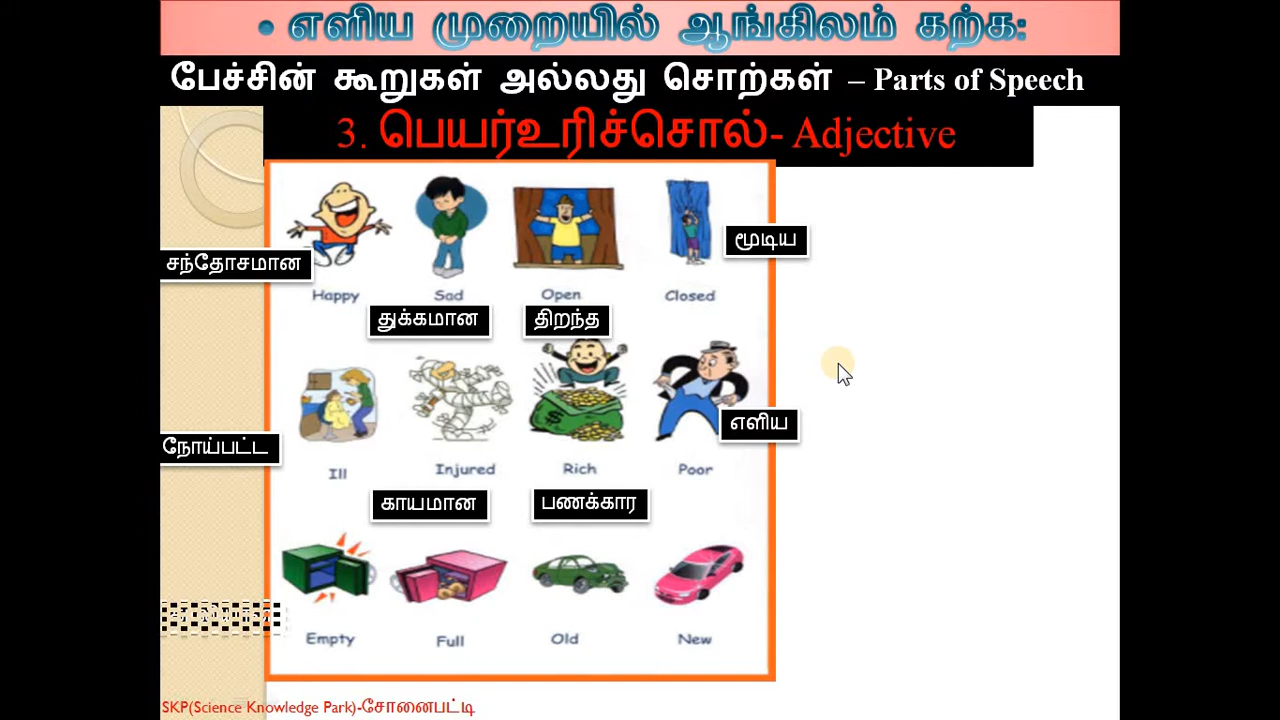 • எளிய முறையில் ஆங்கிலம் கற்க:
பேச்சின் கூறுகள் அல்லது சொற்கள் – Parts of Speech
3. பெயர்உரிச்சொல்- Adjective
மூடிய
சந்தோசமான
Happy Sad Open Closed
துக்கமான திறந்த
$
எளிய
நோய்பட்ட
Ill Injured Rich Poor
காயமான பணக்கார
Empty Full Old New
SKP(Science Knowledge Park)-சோனைபட்டி